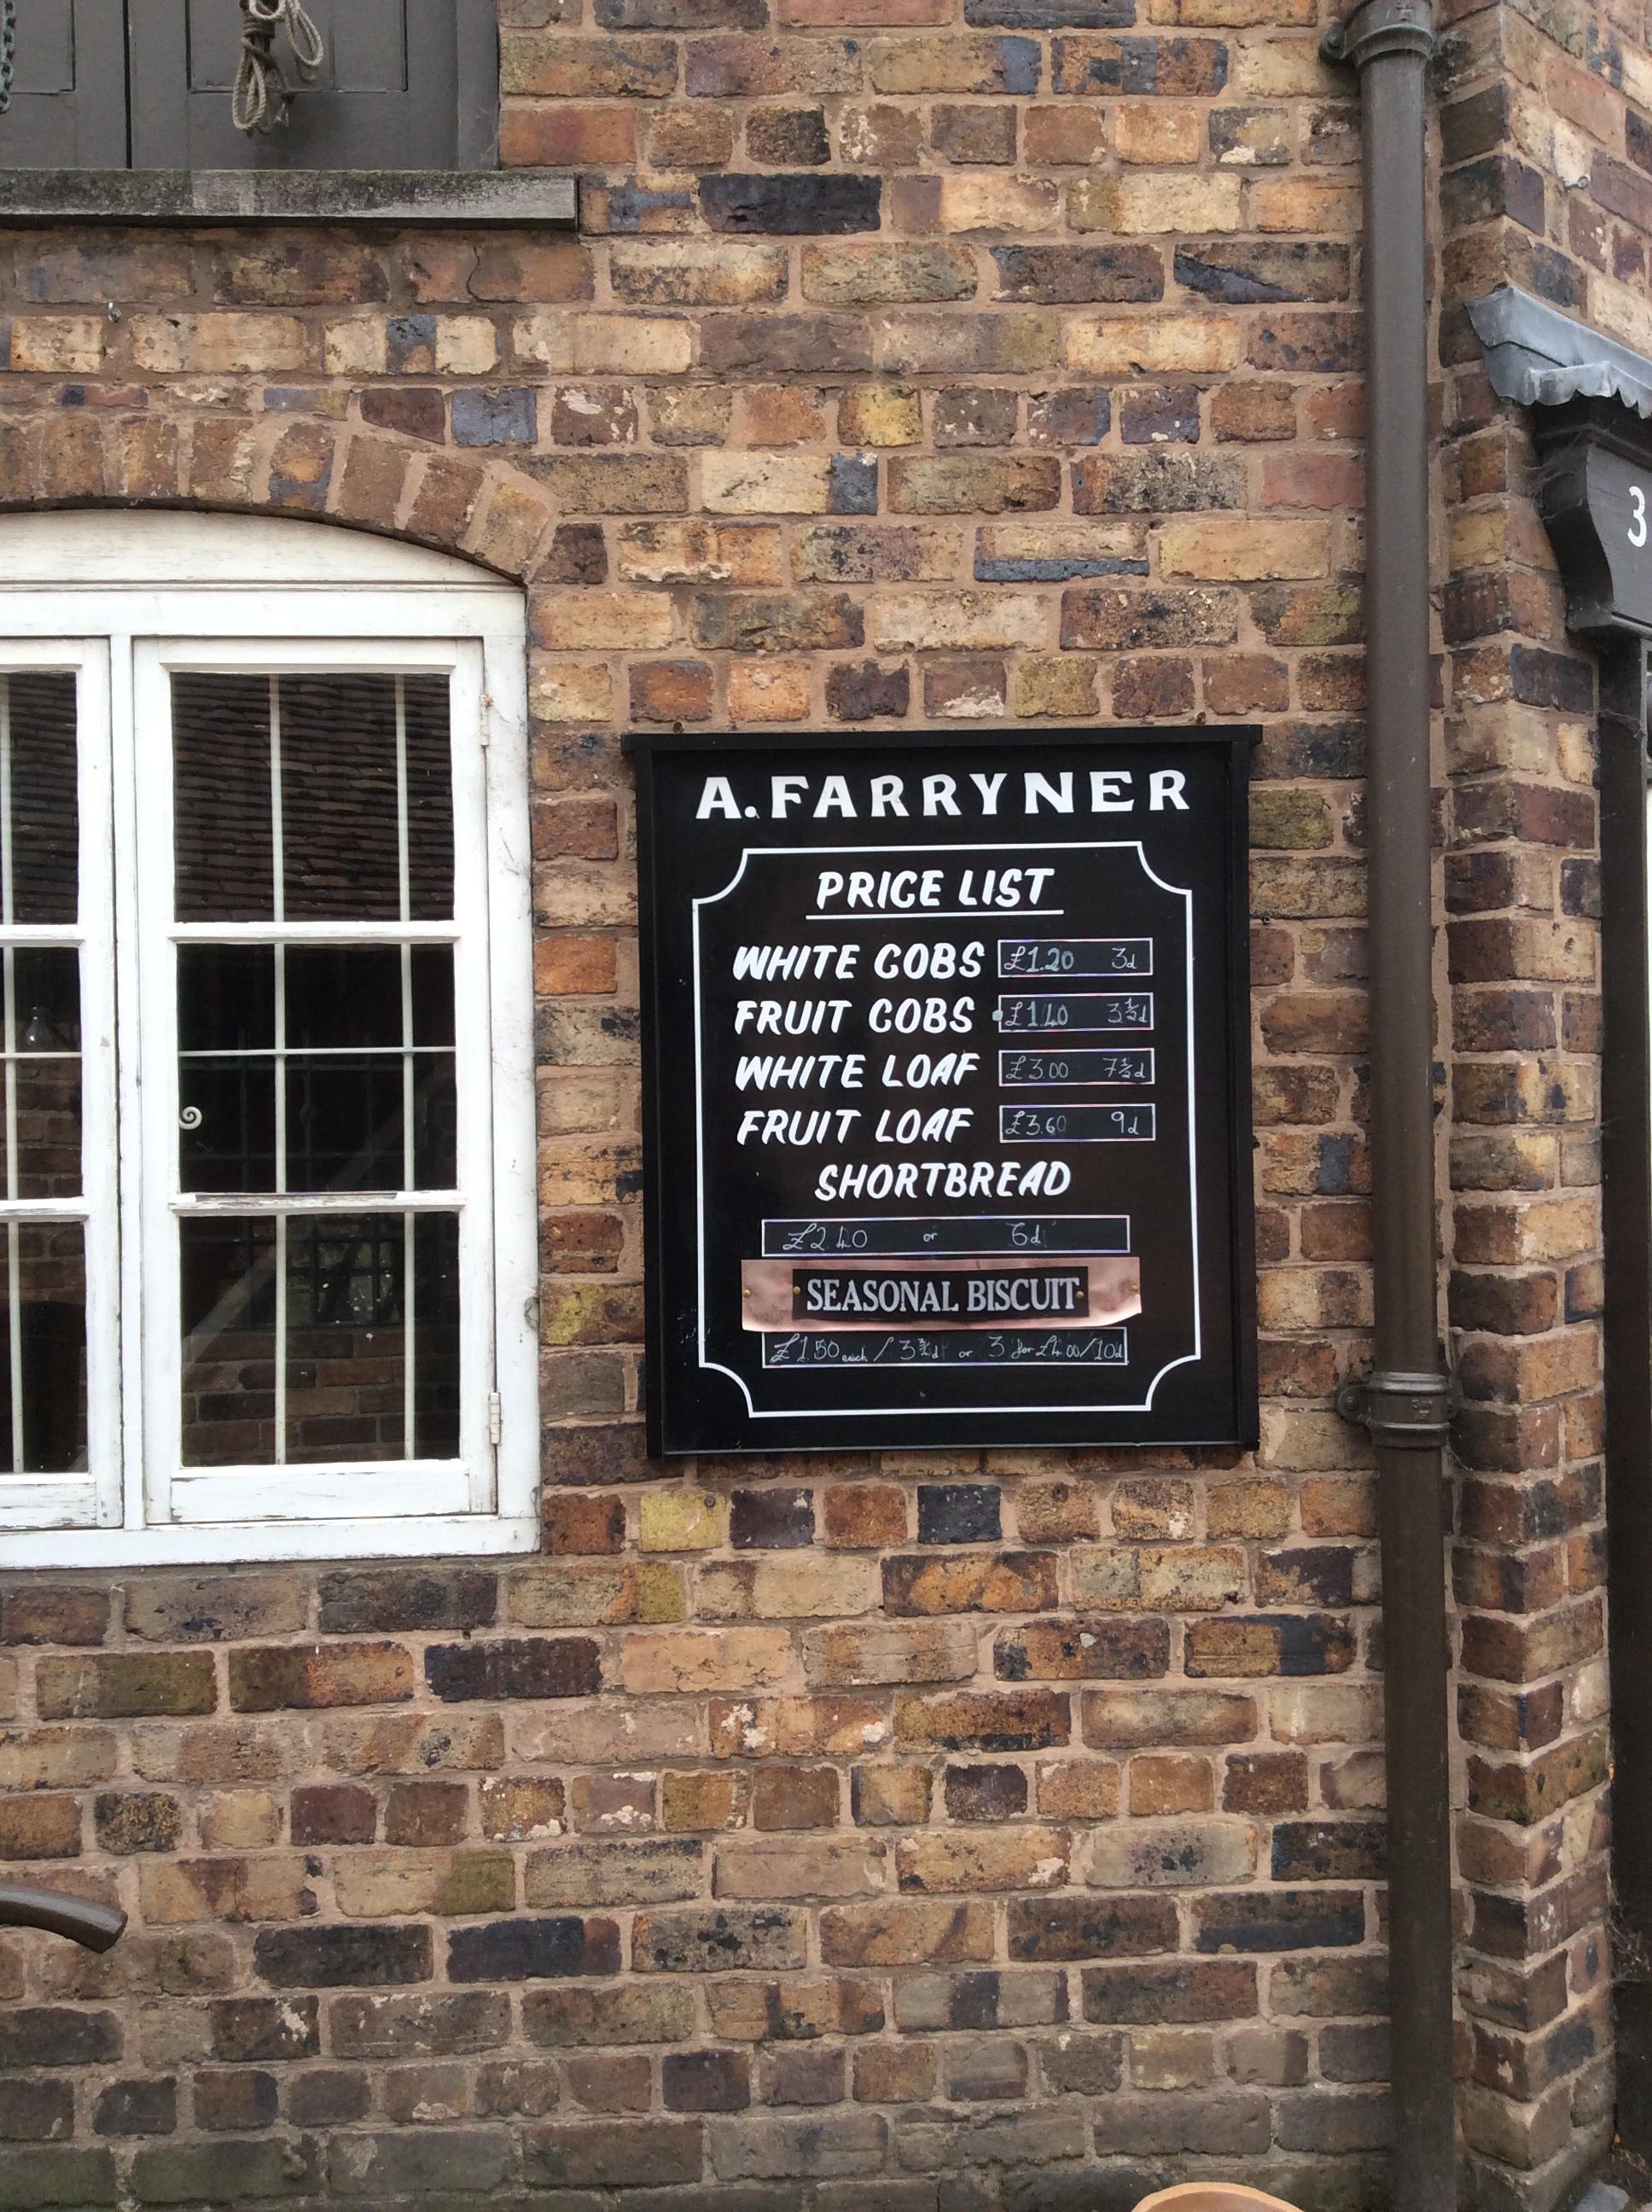 A. FARRYNER
PRICE LIST
WHITE COBS £1.20 3d
FRUIT COBS £1.40 3½d
WHITE LOAF £3.00 7½d
FRUIT LOAF £3.60 9d
SHORTBREAD
£2.40 or 6d
SEASONAL BISCUIT
£1.50 each / 3¾d or 3 for £4.00/10d
3